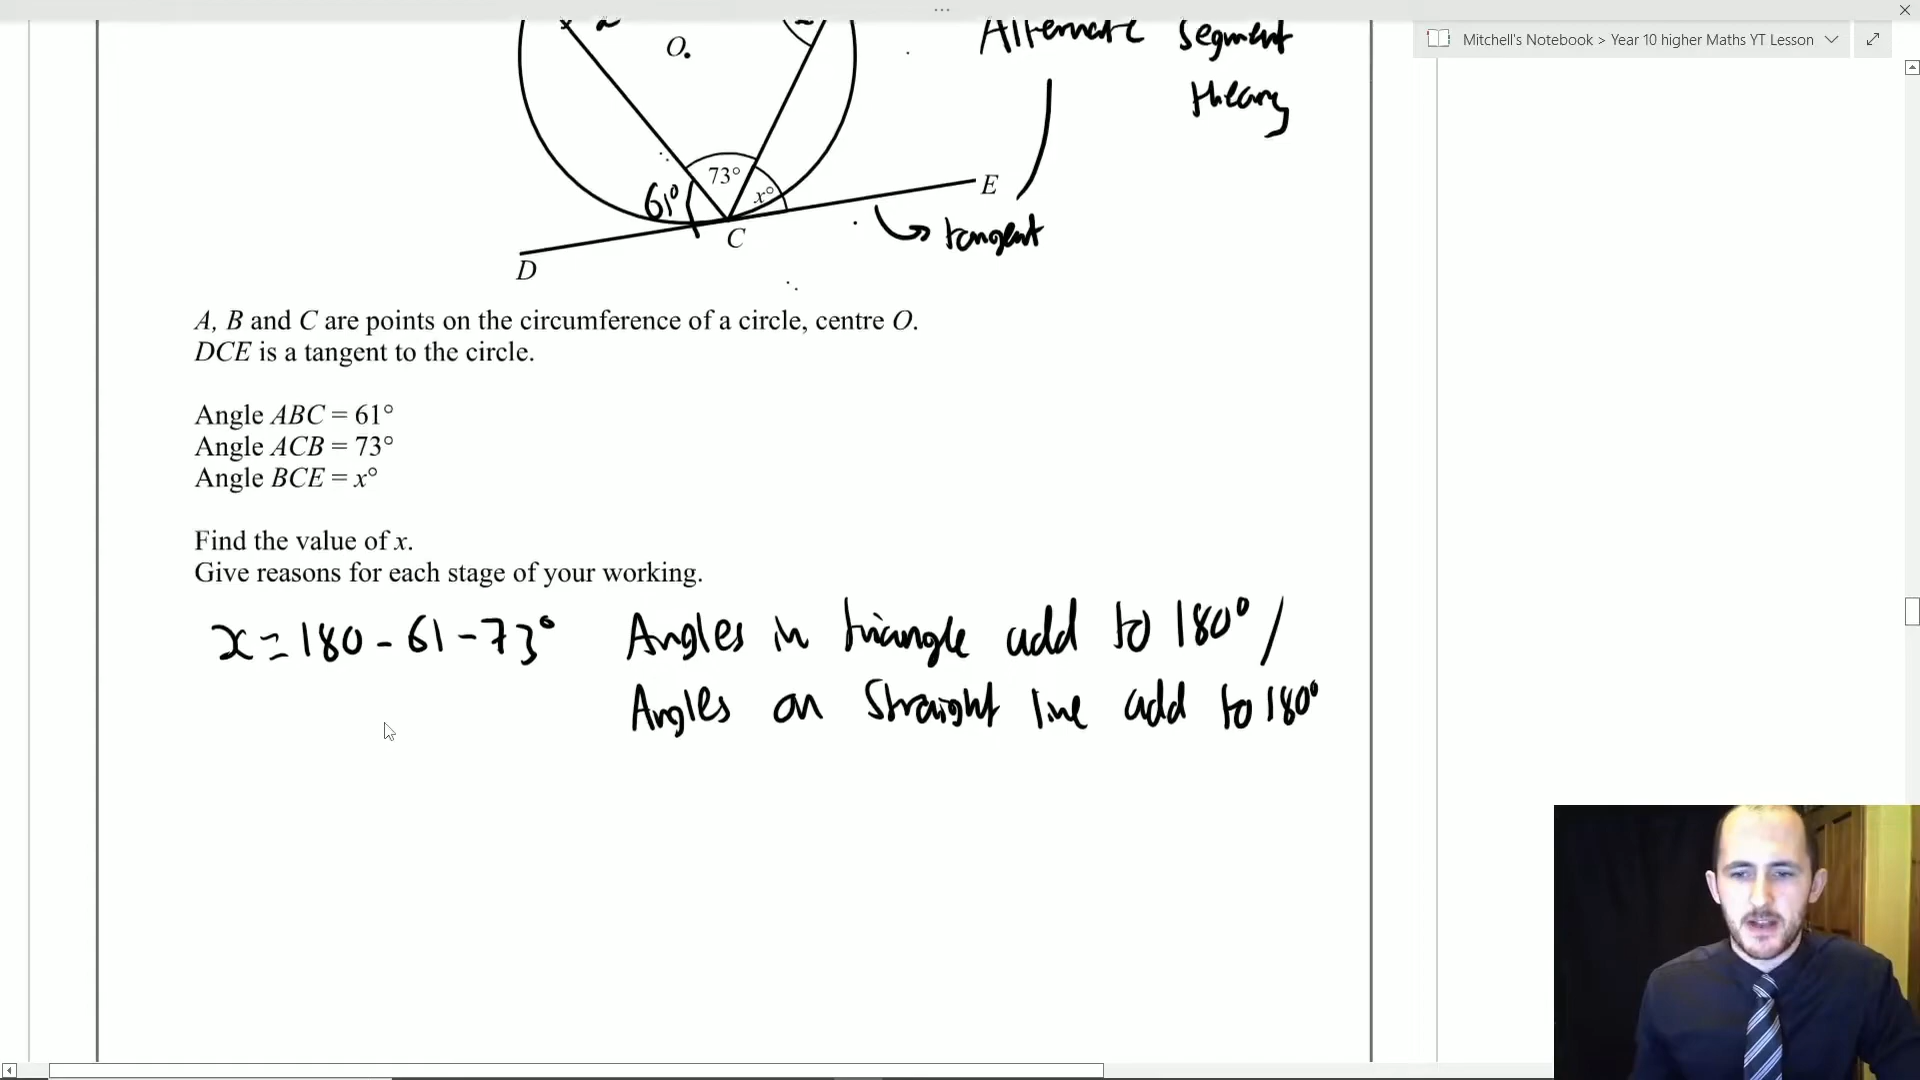 Mitchell's Notebook > Year 10 higher Maths YT Lesson
Alternate segment
theory
O.
73°
x°
61°
E
tangent
C
D
A, B and C are points on the circumference of a circle, centre O.
DCE is a tangent to the circle.
Angle ABC = 61°
Angle ACB = 73°
Angle BCE = x°
Find the value of x.
Give reasons for each stage of your working.
x = 180 - 61 - 73° Angles in triangle add to 180° /
Angles on straight line add to 180°